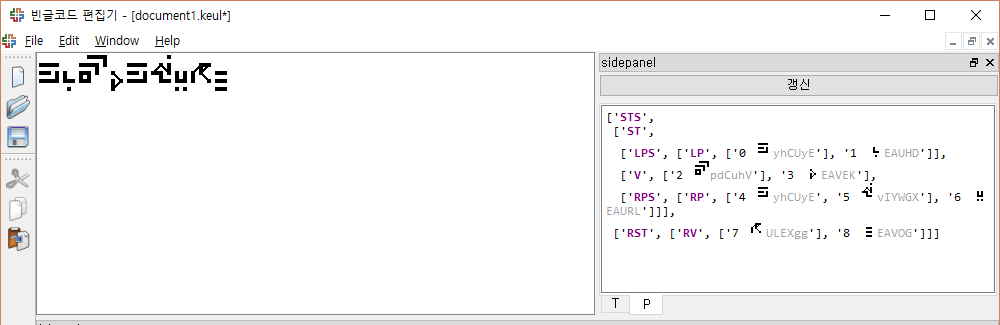 빈글코드 편집기 - [document1.keul*]
File Edit Window Help
sidepanel
갱신
['STS',
['ST',
['LPS', ['LP', ['0 yhCUyE'], '1 EAUHD']],
['V', ['2 pdCuhV'], '3 EAVEK'],
['RPS', ['RP', ['4 yhCUyE', '5 vIYWGX'], '6
EAURL']]],
['RST', ['RV', ['7 ULEXgg'], '8 EAVOG']]]
T P